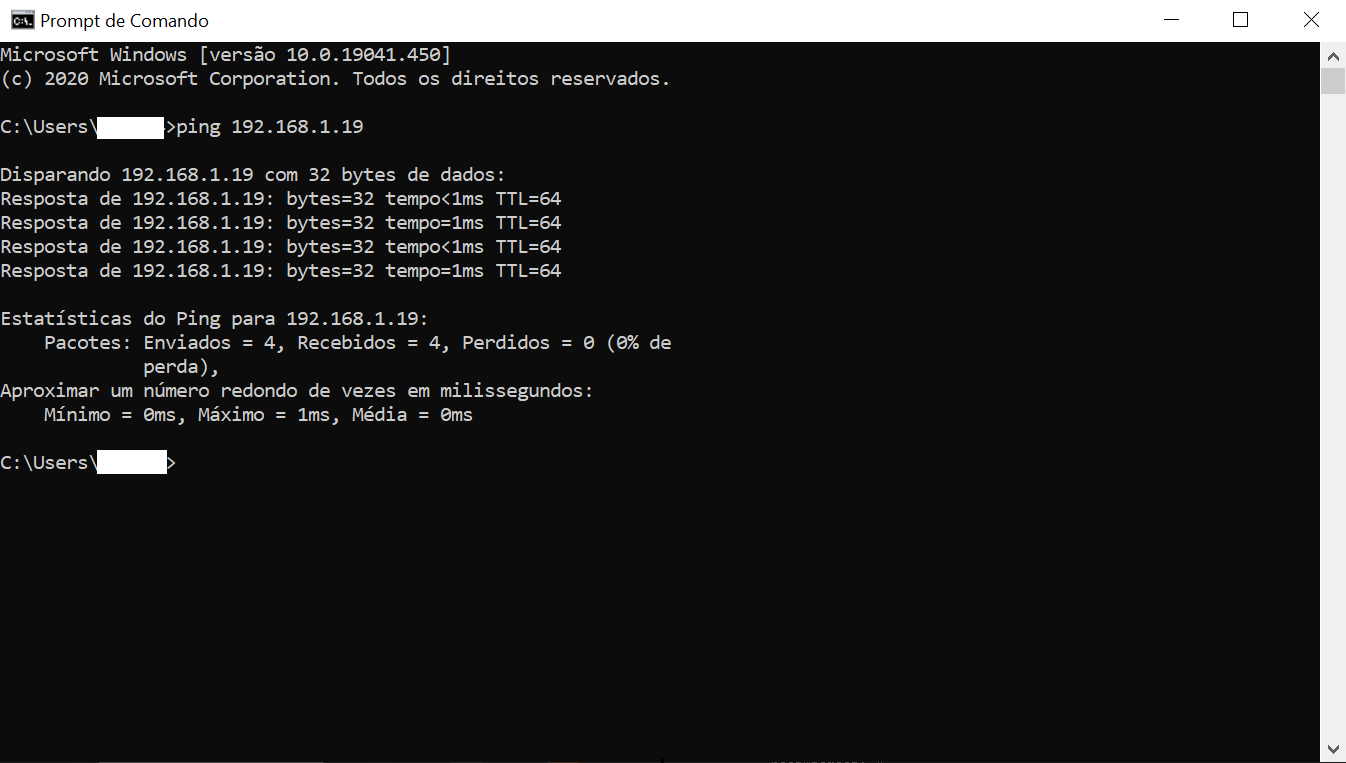 Prompt de Comando
Microsoft Windows [versão 10.0.19041.450]
(c) 2020 Microsoft Corporation. Todos os direitos reservados.
C:\Users\>ping 192.168.1.19
Disparando 192.168.1.19 com 32 bytes de dados:
Resposta de 192.168.1.19: bytes=32 tempo<1ms TTL=64
Resposta de 192.168.1.19: bytes=32 tempo=1ms TTL=64
Resposta de 192.168.1.19: bytes=32 tempo<1ms TTL=64
Resposta de 192.168.1.19: bytes=32 tempo=1ms TTL=64
Estatísticas do Ping para 192.168.1.19:
Pacotes: Enviados = 4, Recebidos = 4, Perdidos = 0 (0% de
perda),
Aproximar um número redondo de vezes em milissegundos:
Mínimo = 0ms, Máximo = 1ms, Média = 0ms
C:\Users\>